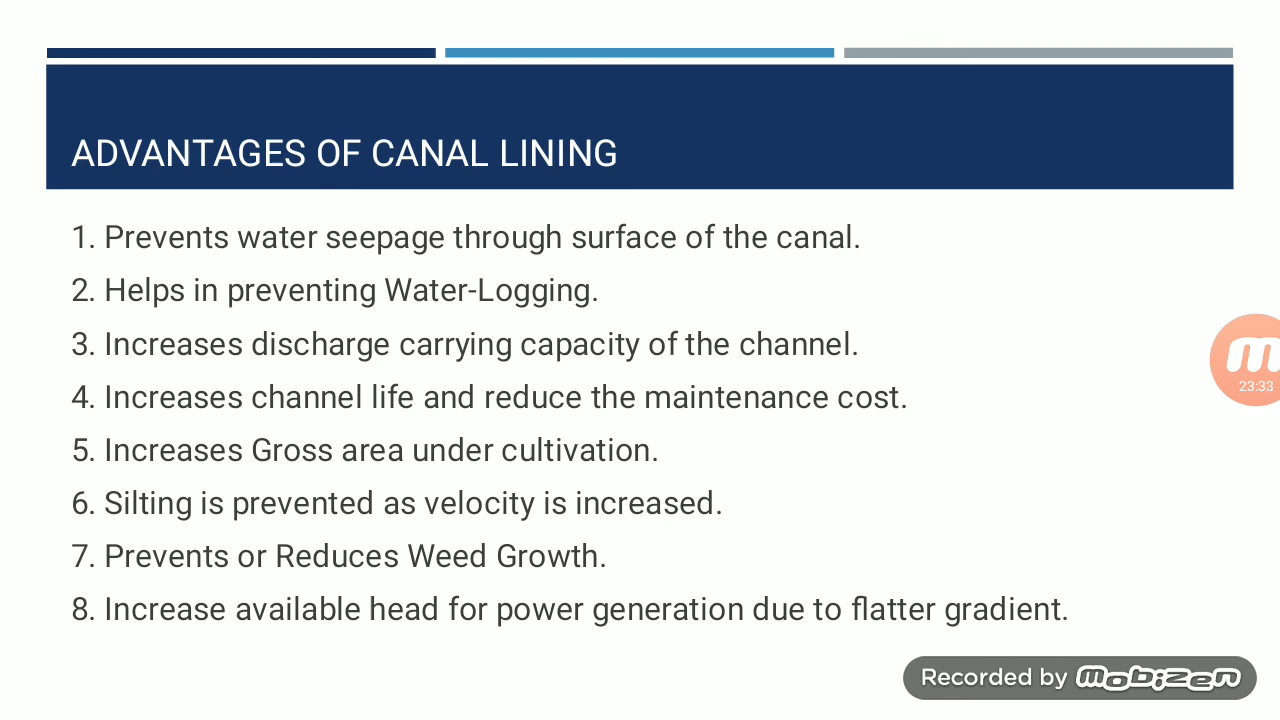 ADVANTAGES OF CANAL LINING
1. Prevents water seepage through surface of the canal.
2. Helps in preventing Water-Logging.
3. Increases discharge carrying capacity of the channel.
4. Increases channel life and reduce the maintenance cost.
5. Increases Gross area under cultivation.
6. Silting is prevented as velocity is increased.
7. Prevents or Reduces Weed Growth.
8. Increase available head for power generation due to flatter gradient.
m
23:33
Recorded by mobizen